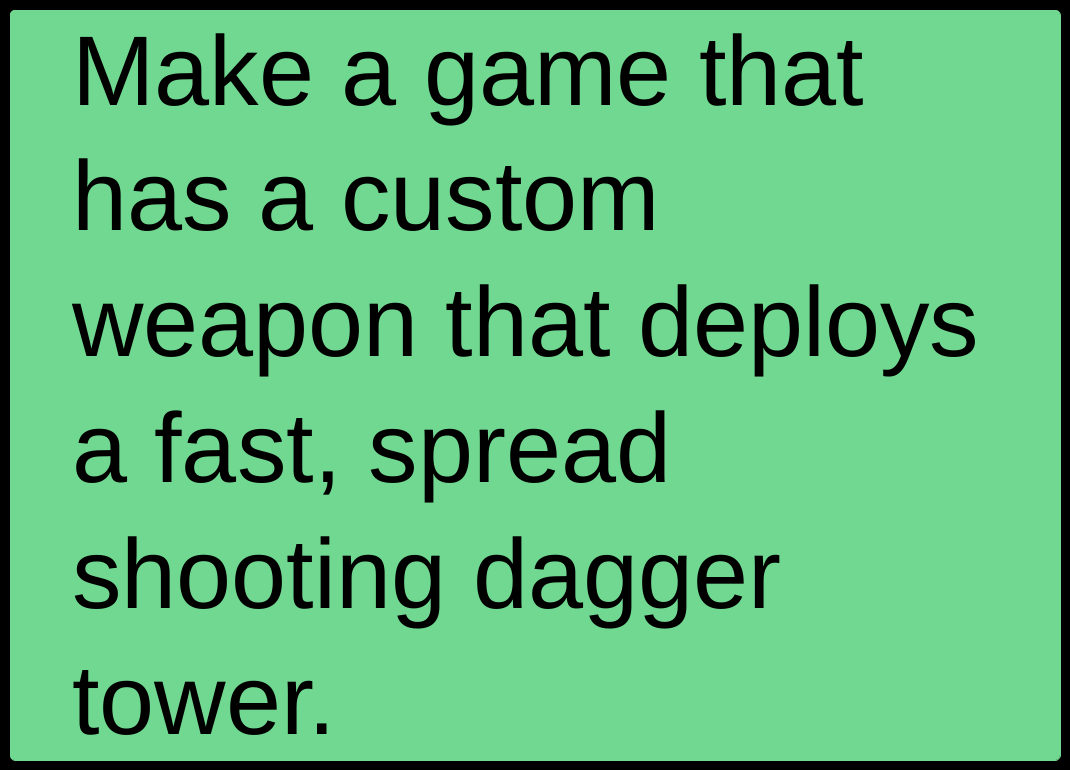 Make a game that
has a custom
weapon that deploys
a fast, spread
shooting dagger
tower.